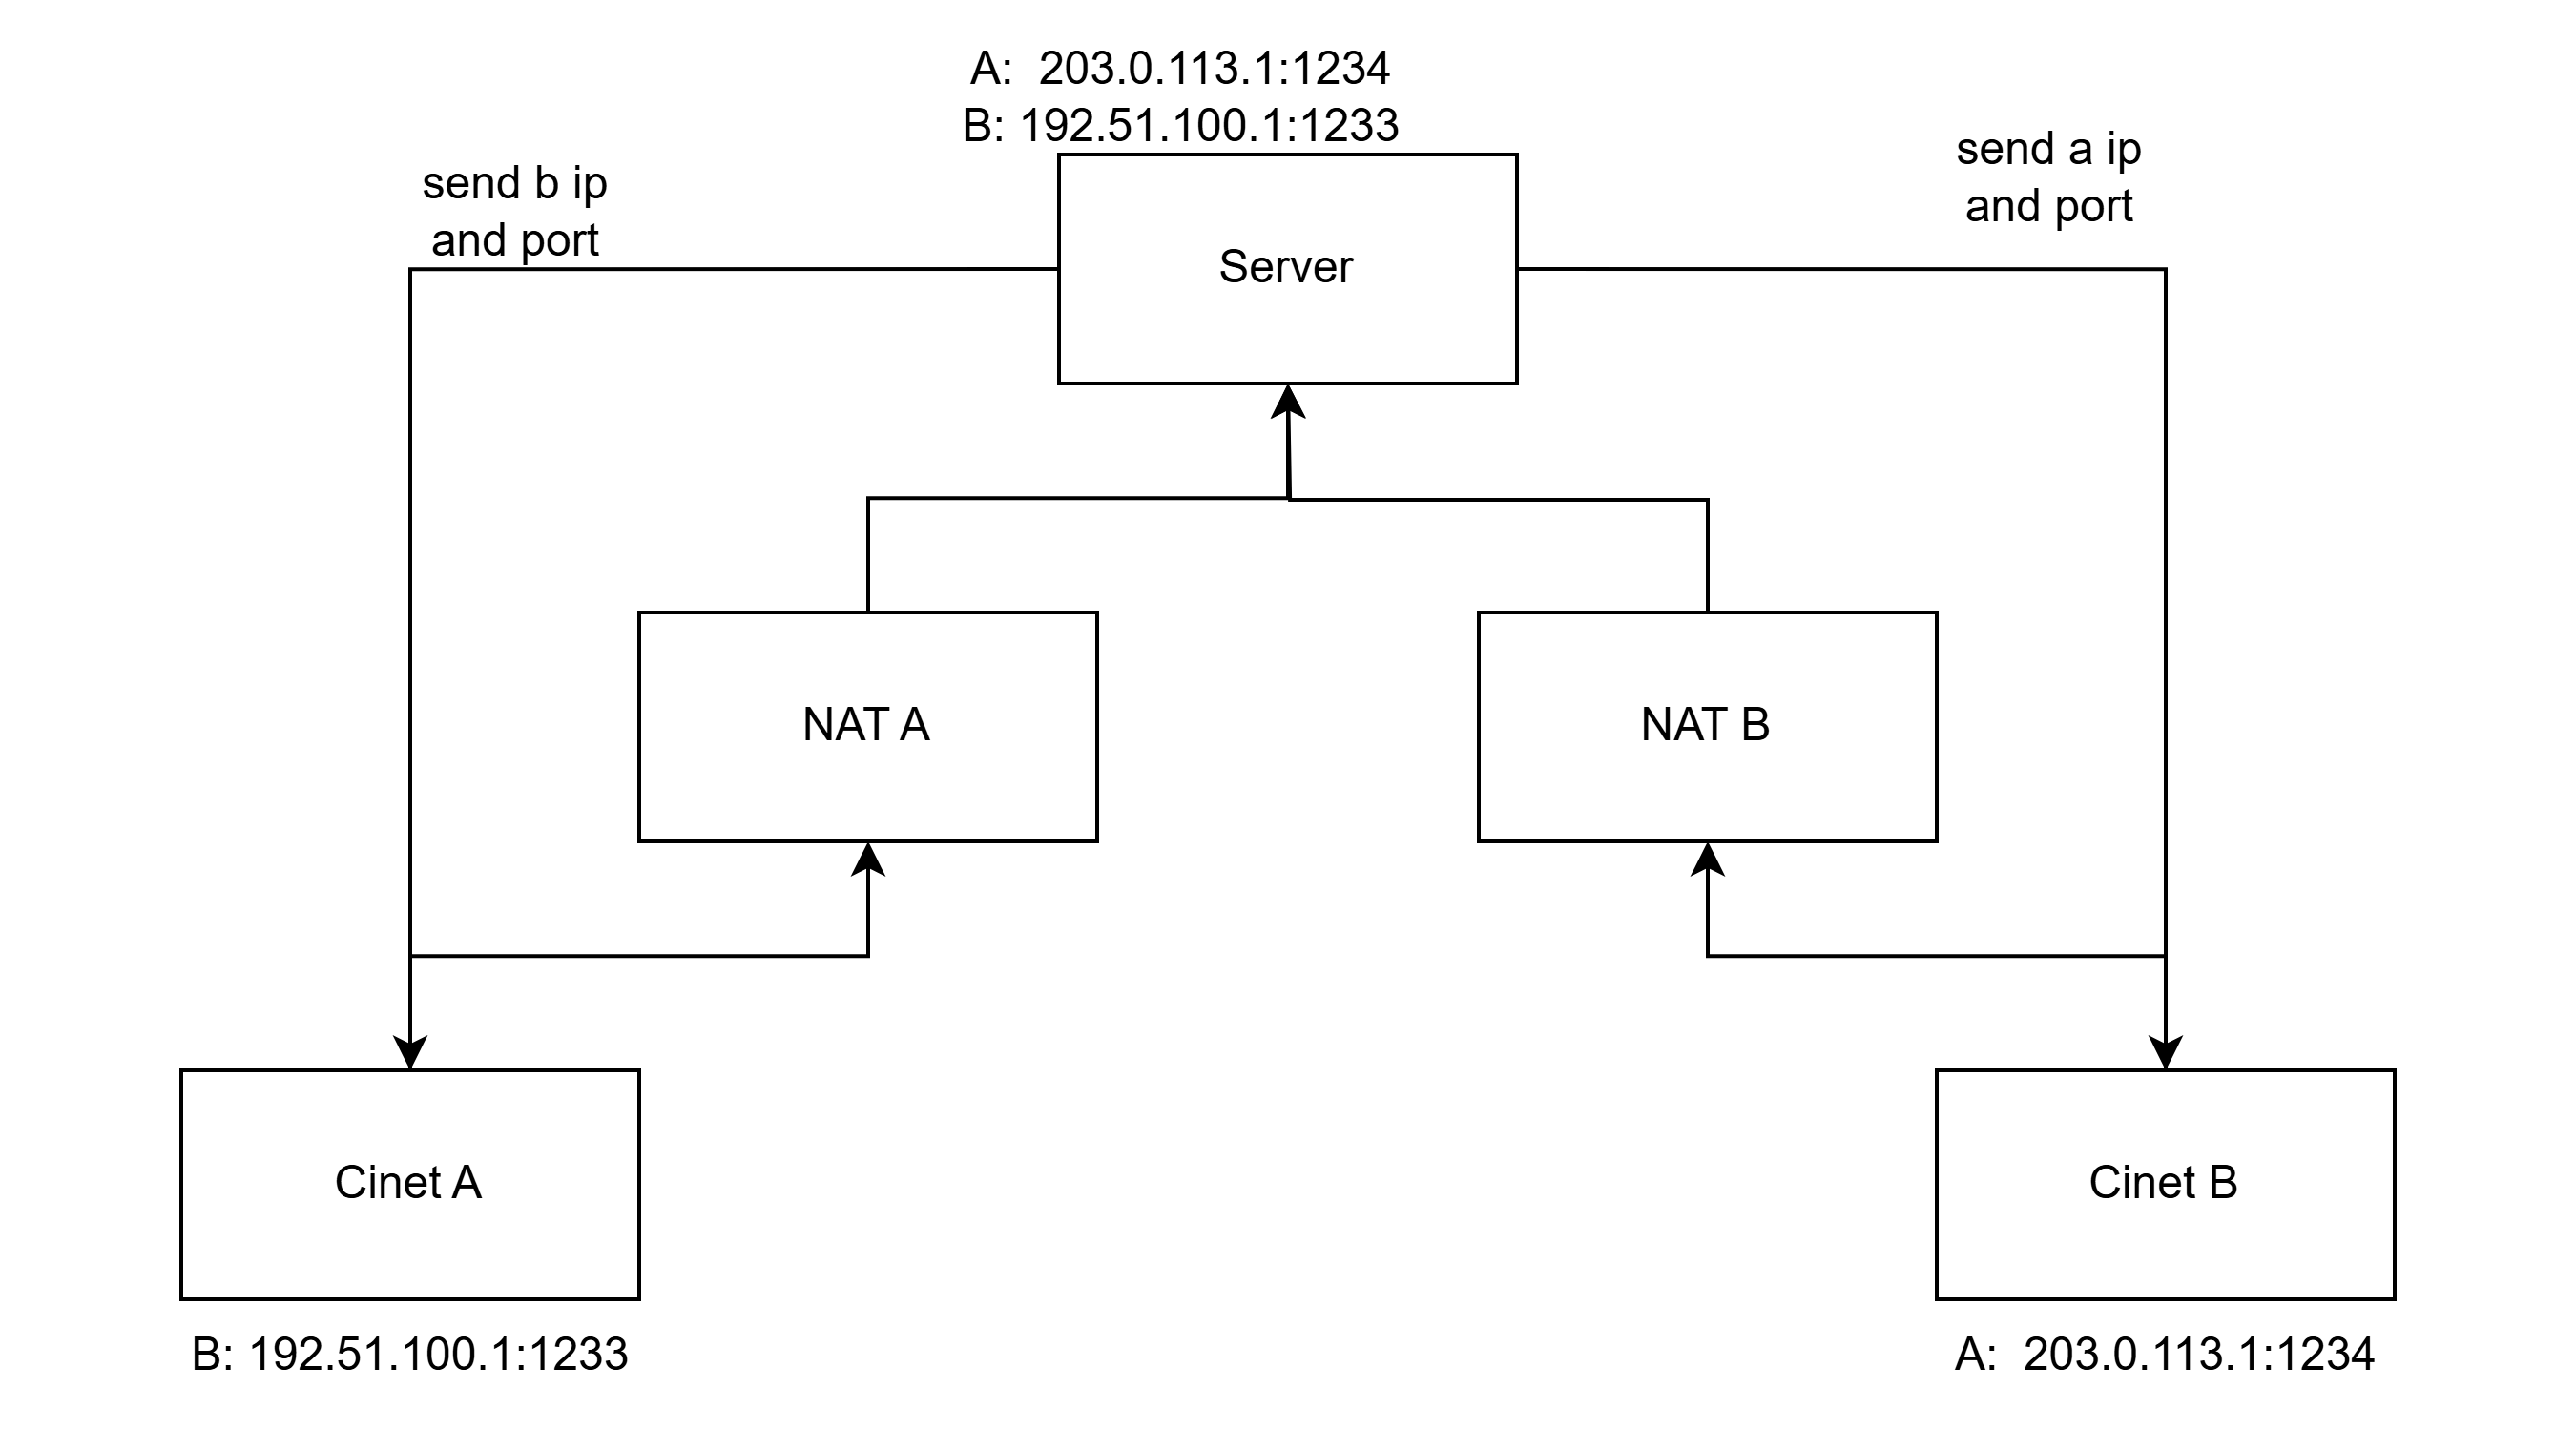 A:  203.0.113.1:1234
B: 192.51.100.1:1233
send b ip
and port
send a ip
and port
Server
NAT A
NAT B
Cinet A
Cinet B
B: 192.51.100.1:1233
A:  203.0.113.1:1234